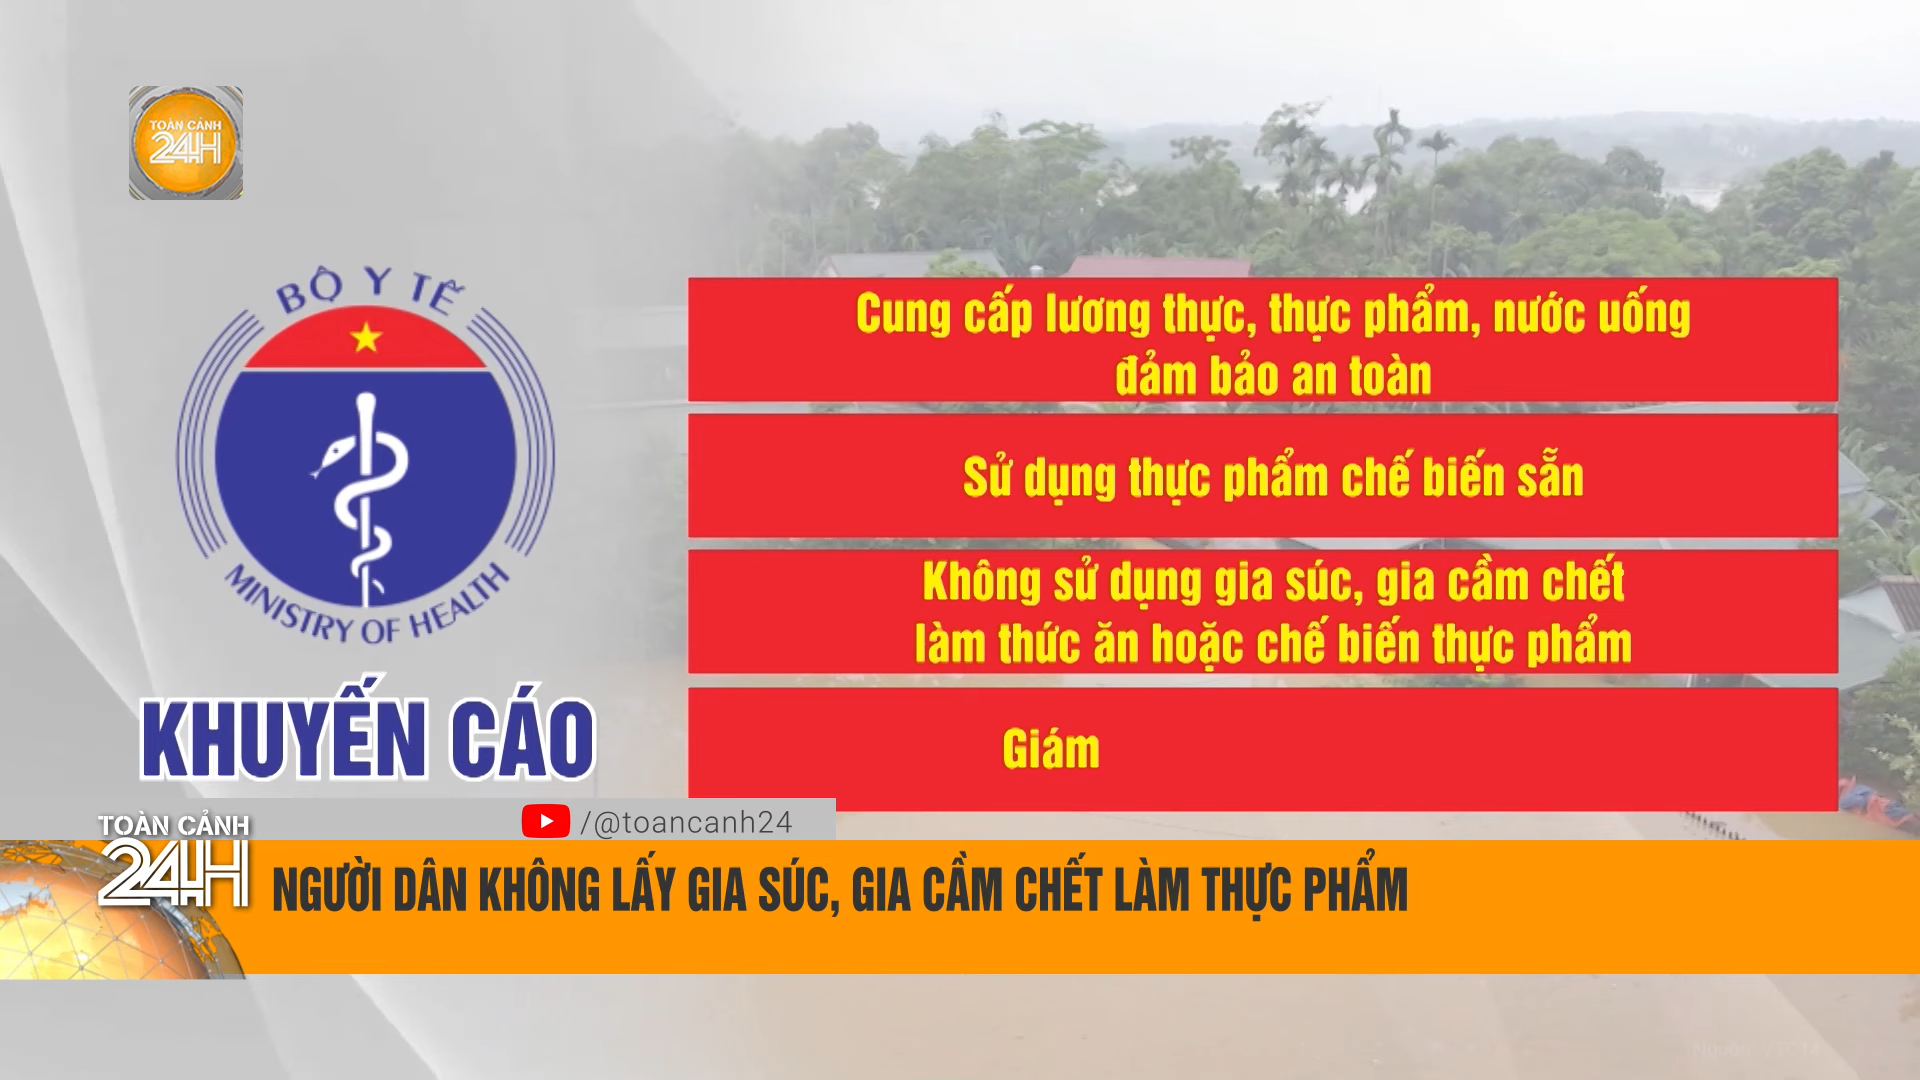 TOÀN CẢNH
24H
BỘ Y TẾ
MINISTRY OF HEALTH
KHUYẾN CÁO
Cung cấp lương thực, thực phẩm, nước uống
đảm bảo an toàn
Sử dụng thực phẩm chế biến sẵn
Không sử dụng gia súc, gia cầm chết
làm thức ăn hoặc chế biến thực phẩm
Giám
/@toancanh24
TOÀN CẢNH
24H
NGƯỜI DÂN KHÔNG LẤY GIA SÚC, GIA CẦM CHẾT LÀM THỰC PHẨM